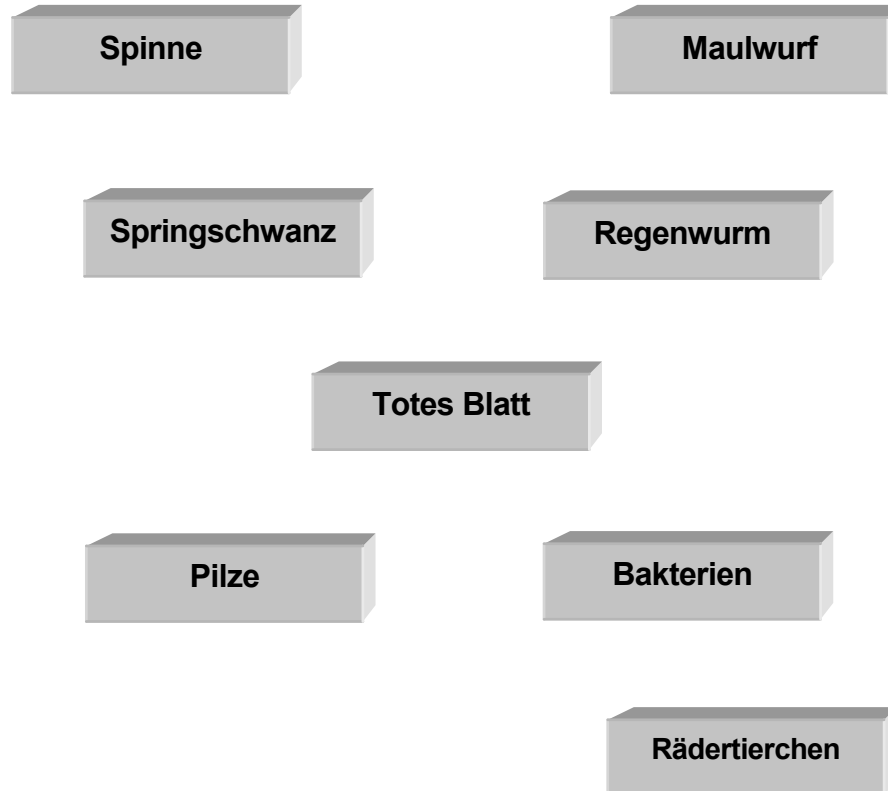 Spinne
Maulwurf
Springschwanz
Regenwurm
Totes Blatt
Pilze
Bakterien
Rädertierchen